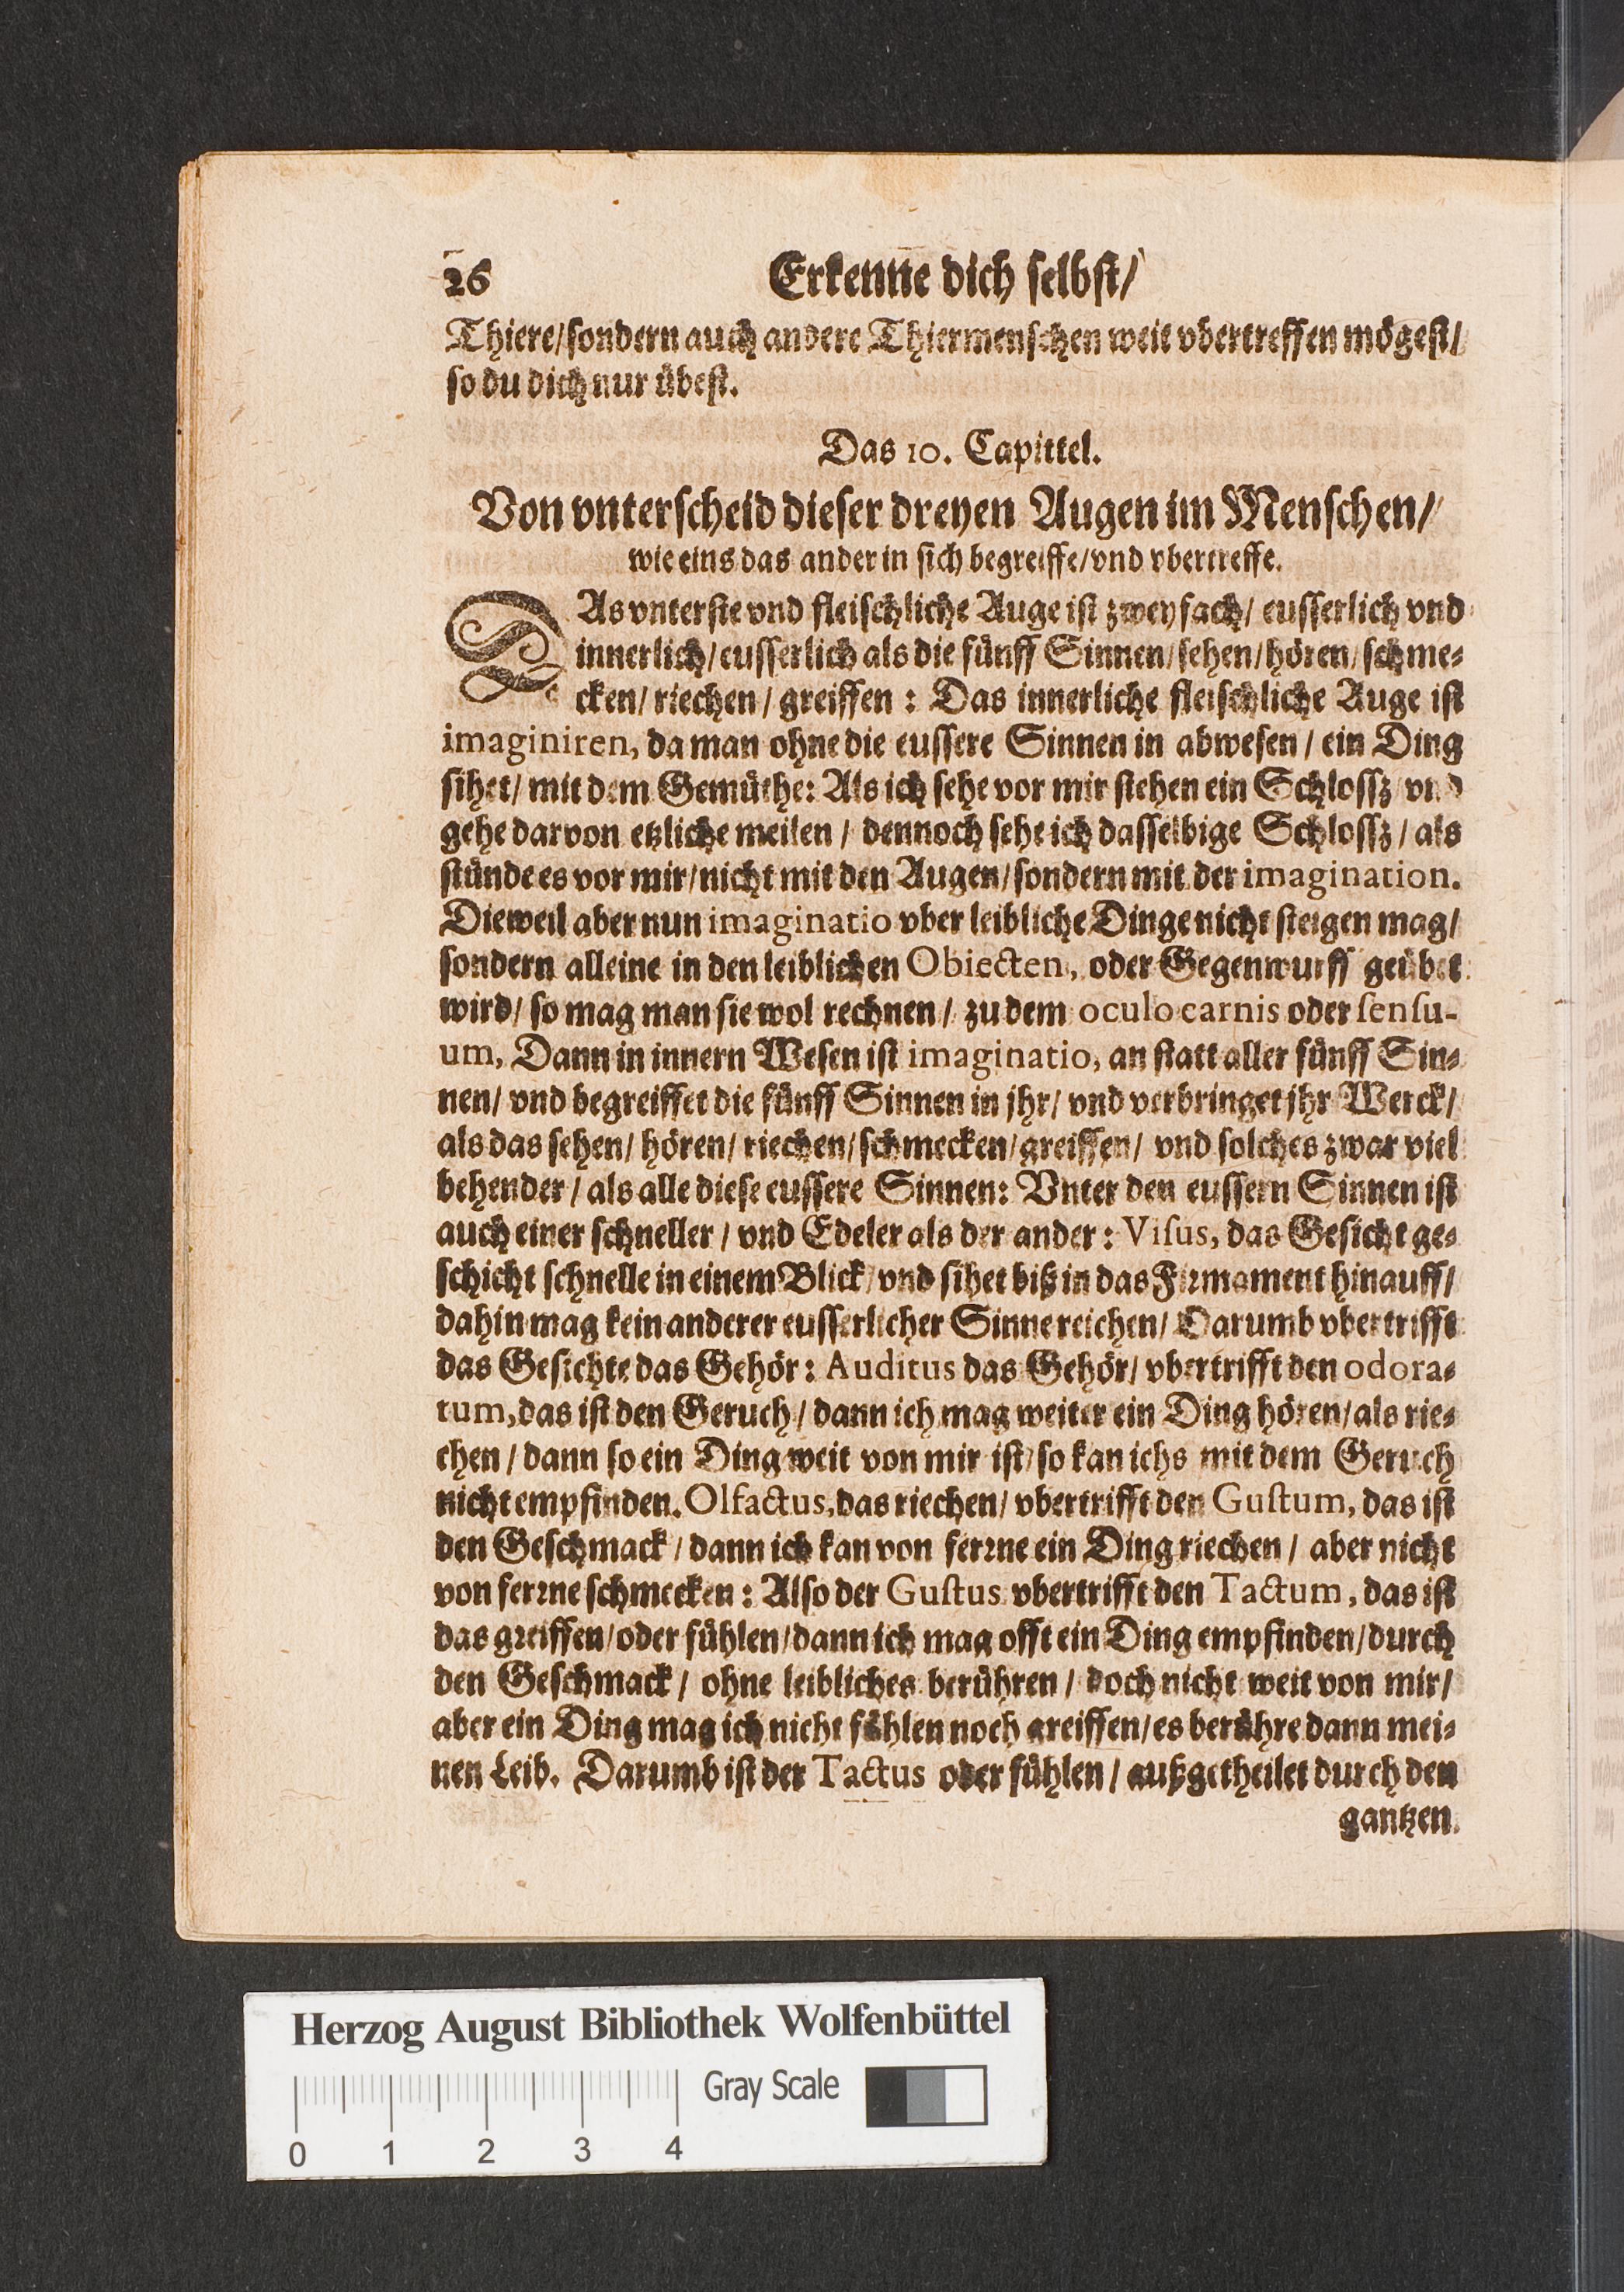 26 Erkenne dich selbst/
Thiere/sondern auch andere Thiermenschen weit vbertreffen mögest/
so du dich nur übest.
Das 10. Capittel.
Von vnterscheid dieser dreyen Augen im Menschen/
wie eins das ander in sich begreiffe/vnd vbertreffe.
DAs vnterste vnd fleischliche Auge ist zweyfach/ eusserlich vnd
innerlich/eusserlich als die fünff Sinnen/sehen/hören/schme-
cken/ riechen/ greiffen : Das innerliche fleischliche Auge ist
imaginiren, da man ohne die eussere Sinnen in abwesen / ein Ding
sihet/ mit dem Gemüthe: Als ich sehe vor mir stehen ein Schlossz vnd
gehe darvon etzliche meilen / dennoch sehe ich dasselbige Schlossz / als
stünde es vor mir/nicht mit den Augen/sondern mit der imagination.
Dieweil aber nun imaginatio vber leibliche Dinge nicht steigen mag/
sondern alleine in den leiblichen Obiecten, oder Gegenwurff geübet
wird/ so mag man sie wol rechnen / zu dem oculo carnis oder ſenſu-
um, Dann in innern Wesen ist imaginatio, an statt aller fünff Sin-
nen/ vnd begreiffet die fünff Sinnen in jhr/ vnd verbringet jhr Werck/
als das sehen/ hören/ riechen/schmecken/greiffen/ vnd solches zwar viel
behender / als alle diese eussere Sinnen: Vnter den eussern Sinnen ist
auch einer schneller / vnd Edeler als der ander : Viſus, das Gesicht ge-
schicht schnelle in einem Blick/vnd sihet biß in das Firmament hinauff/
dahin mag kein anderer eusserlicher Sinne reichen/ Darumb vbertrifft
das Gesichte das Gehör : Auditus das Gehör/ vbertrifft den odora-
tum, das ist den Geruch / dann ich mag weiter ein Ding hören/als rie-
chen / dann so ein Ding weit von mir ist/ so kan ichs mit dem Geruch
nicht empfinden. Olfactus, das riechen/ vbertrifft den Guſtum, das ist
den Geschmack / dann ich kan von ferrne ein Ding riechen / aber nicht
von ferrne schmecken : Also der Guſtus vbertrifft den Tactum, das ist
das greiffen/oder fühlen/dann ich mag offt ein Ding empfinden/durch
den Geschmack / ohne leibliches berühren / doch nicht weit von mir/
aber ein Ding mag ich nicht fühlen noch greiffen/es berühre dann mei-
nen Leib. Darumb ist der Tactus oder fühlen / außgetheilet durch den
gantzen.
Herzog August Bibliothek Wolfenbüttel
Gray Scale
0 1 2 3 4